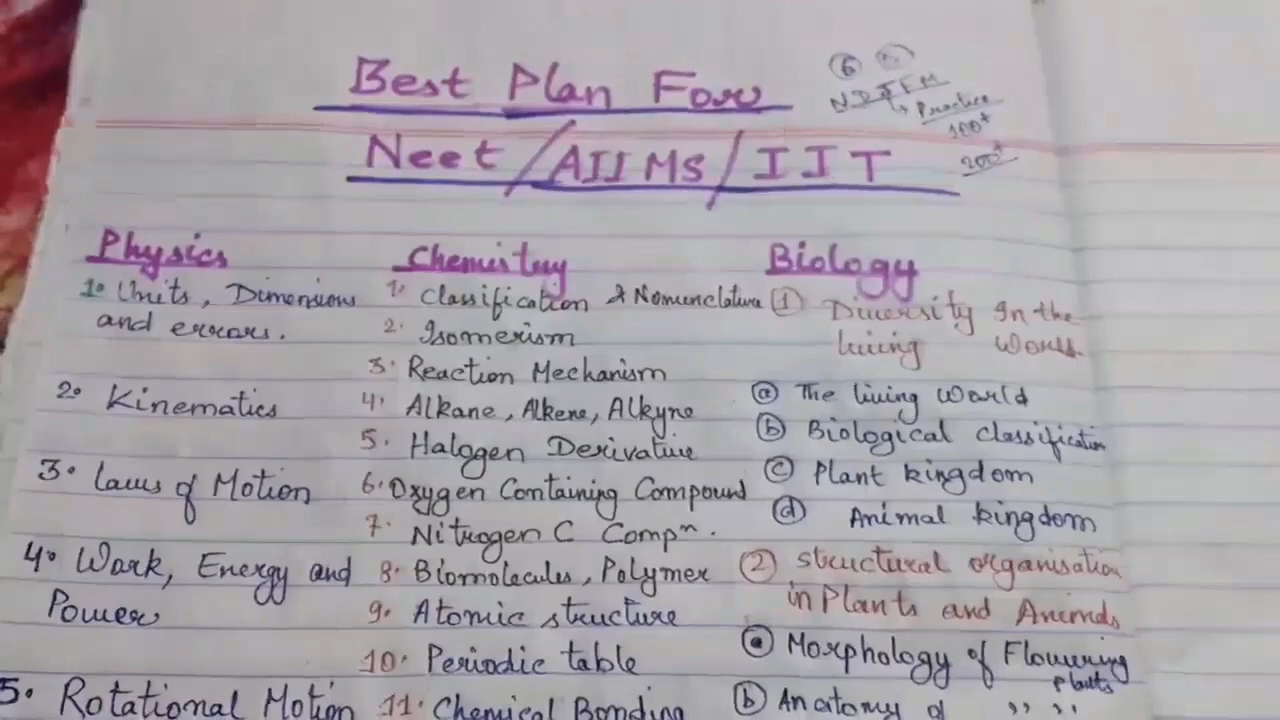 Best Plan For
Neet / AIIMS / IIT
Practice
100+
200+
Physics
1. Units, Dimensions
and errors.
2. Kinematics
3. Laws of Motion
4. Work, Energy and
Power
5. Rotational Motion
Chemistry
1. Classification & Nomenclature
2. Isomerism
3. Reaction Mechanism
4. Alkane, Alkene, Alkyne
5. Halogen Derivative
6. Oxygen Containing Compound
7. Nitrogen C Compn.
8. Biomolecules, Polymer
9. Atomic structure
10. Periodic table
11. Chemical Bonding
Biology
1 Diversity In the
living World.
a The living World
b Biological classification
c Plant kingdom
d Animal kingdom
2 structural organisation
in Plants and Animals
a Morphology of Flowering
Plants
b Anatomy of " "